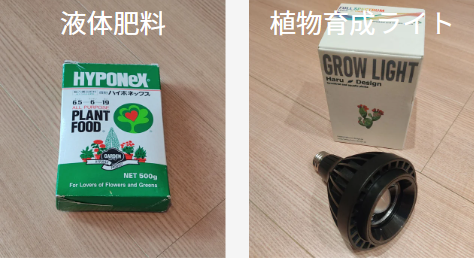 液体肥料
HYPONeX
ハイポネックス
6.5-6-19
ALL PURPOSE
PLANT
FOOD
GARDEN
NET 500g
For Lovers of Flowers and Greens
植物育成ライト
GROW LIGHT
Haru Design